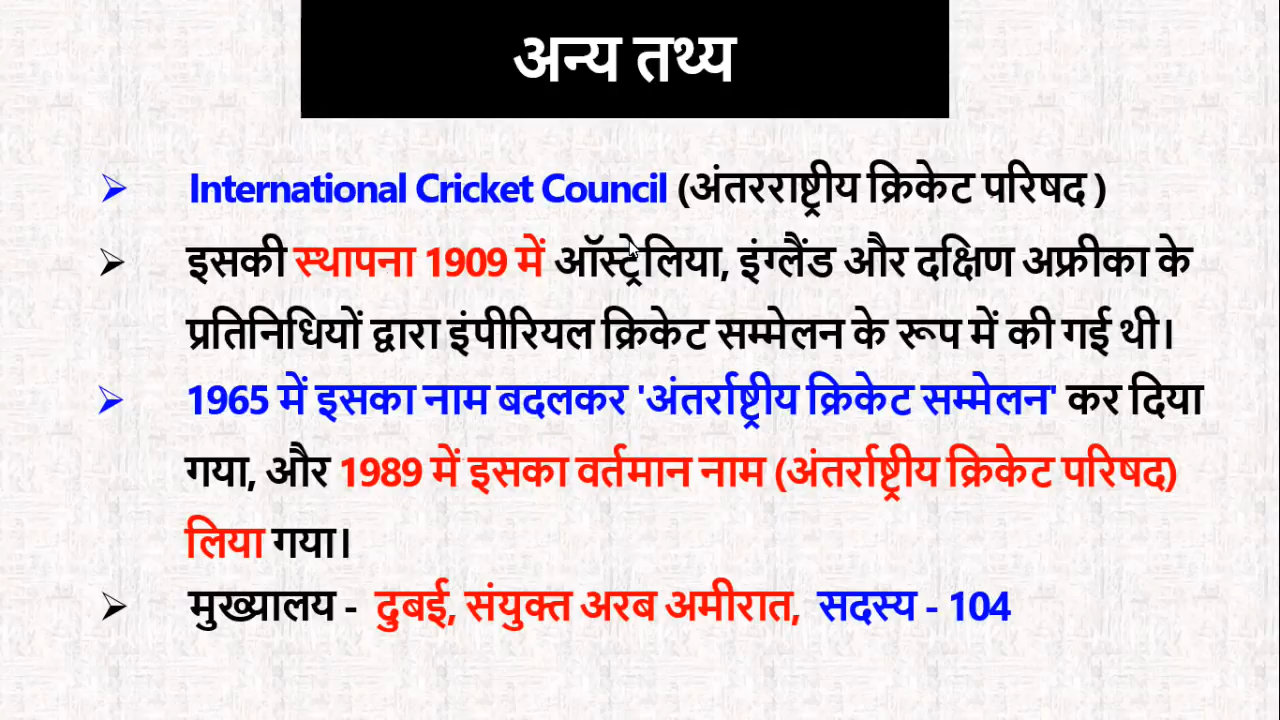 अन्य तथ्य
International Cricket Council (अंतरराष्ट्रीय क्रिकेट परिषद )
इसकी स्थापना 1909 में ऑस्ट्रेलिया, इंग्लैंड और दक्षिण अफ्रीका के
प्रतिनिधियों द्वारा इंपीरियल क्रिकेट सम्मेलन के रूप में की गई थी।
1965 में इसका नाम बदलकर 'अंतर्राष्ट्रीय क्रिकेट सम्मेलन' कर दिया
गया, और 1989 में इसका वर्तमान नाम (अंतर्राष्ट्रीय क्रिकेट परिषद)
लिया गया।
मुख्यालय - दुबई, संयुक्त अरब अमीरात, सदस्य - 104